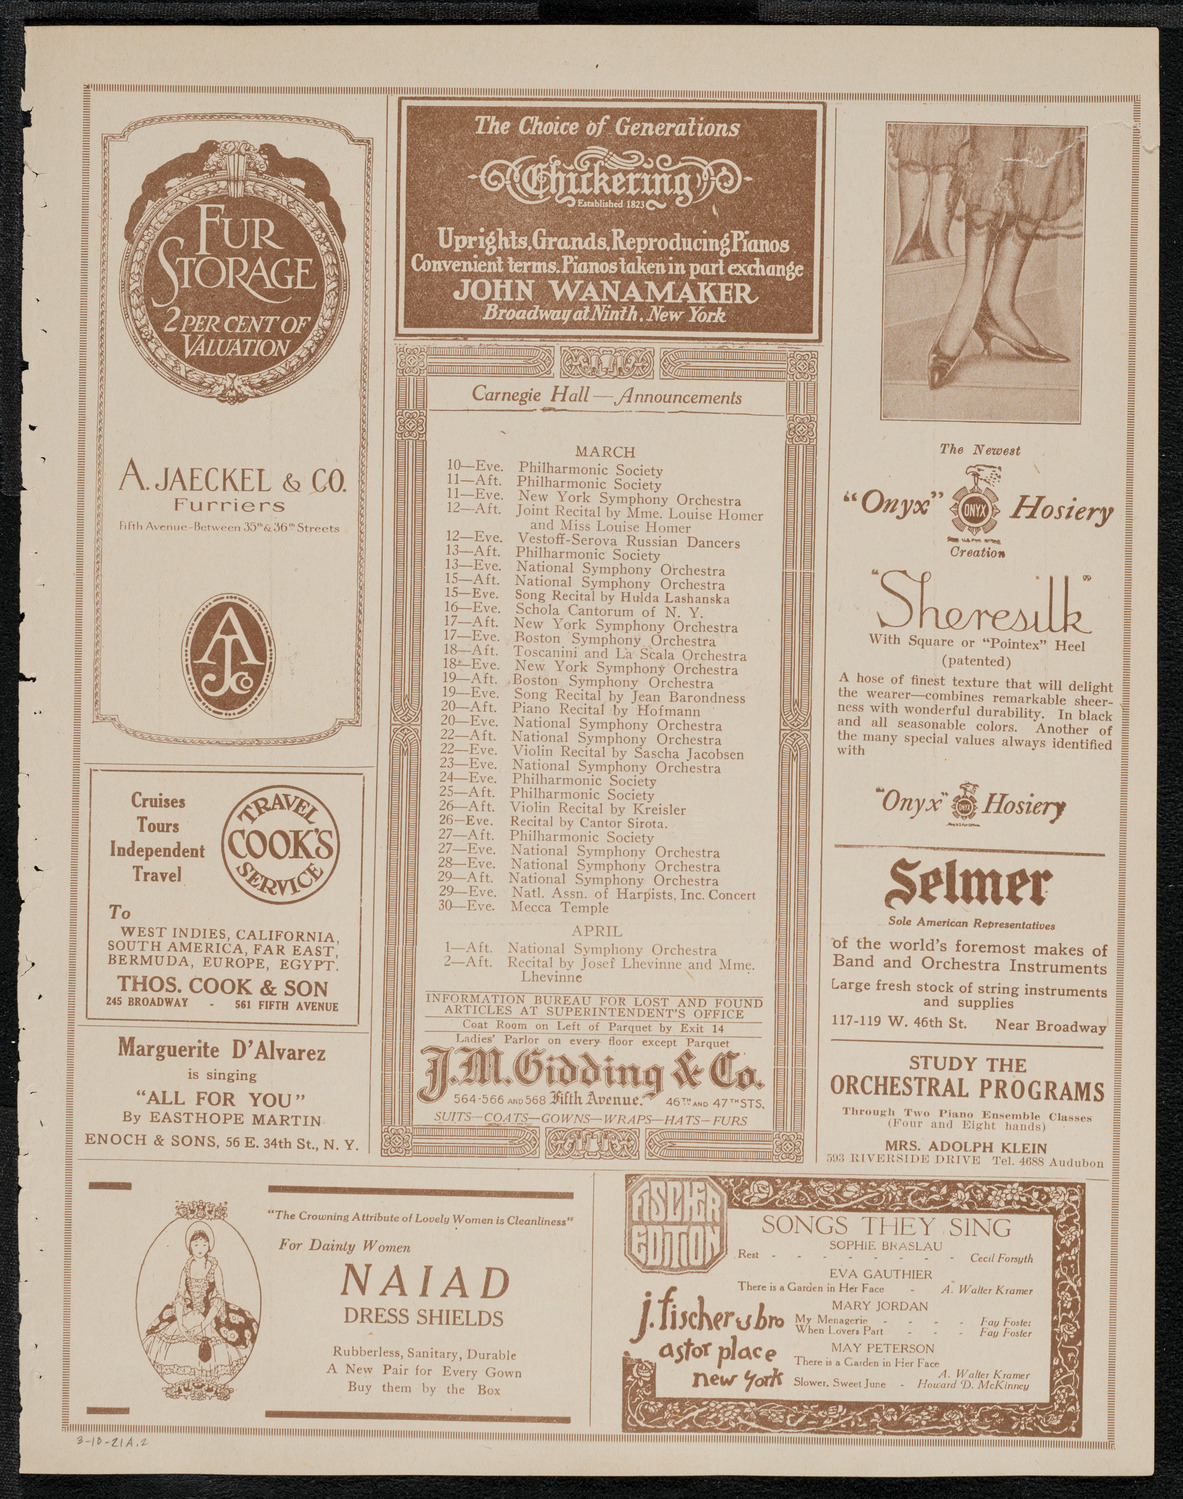 FUR
STORAGE
2 PER CENT OF
VALUATION
A. JAECKEL & CO.
Furriers
Fifth Avenue-Between 35th & 36th Streets
AJCo
Cruises
Tours
Independent
Travel
TRAVEL
COOK'S
SERVICE
To
WEST INDIES, CALIFORNIA,
SOUTH AMERICA, FAR EAST,
BERMUDA, EUROPE, EGYPT.
THOS. COOK & SON
245 BROADWAY - 561 FIFTH AVENUE
Marguerite D'Alvarez
is singing
"ALL FOR YOU"
By EASTHOPE MARTIN
ENOCH & SONS, 56 E. 34th St., N. Y.
The Choice of Generations
Chickering
Established 1823
Uprights, Grands, Reproducing Pianos
Convenient terms. Pianos taken in part exchange
JOHN WANAMAKER
Broadway at Ninth, New York
Carnegie Hall — Announcements
MARCH
10—Eve. Philharmonic Society
11—Aft. Philharmonic Society
11—Eve. New York Symphony Orchestra
12—Aft. Joint Recital by Mme. Louise Homer
and Miss Louise Homer
12—Eve. Vestoff-Serova Russian Dancers
13—Aft. Philharmonic Society
13—Eve. National Symphony Orchestra
15—Aft. National Symphony Orchestra
15—Eve. Song Recital by Hulda Lashanska
16—Eve. Schola Cantorum of N. Y.
17—Aft. New York Symphony Orchestra
17—Eve. Boston Symphony Orchestra
18—Aft. Toscanini and La Scala Orchestra
18—Eve. New York Symphony Orchestra
19—Aft. Boston Symphony Orchestra
19—Eve. Song Recital by Jean Barondness
20—Aft. Piano Recital by Hofmann
20—Eve. National Symphony Orchestra
22—Aft. National Symphony Orchestra
22—Eve. Violin Recital by Sascha Jacobsen
23—Eve. National Symphony Orchestra
24—Eve. Philharmonic Society
25—Aft. Philharmonic Society
26—Aft. Violin Recital by Kreisler
26—Eve. Recital by Cantor Sirota.
27—Aft. Philharmonic Society
27—Eve. National Symphony Orchestra
28—Eve. National Symphony Orchestra
29—Aft. National Symphony Orchestra
29—Eve. Natl. Assn. of Harpists, Inc. Concert
30—Eve. Mecca Temple
APRIL
1—Aft. National Symphony Orchestra
2—Aft. Recital by Josef Lhevinne and Mme.
Lhevinne
INFORMATION BUREAU FOR LOST AND FOUND
ARTICLES AT SUPERINTENDENT'S OFFICE
Coat Room on Left of Parquet by Exit 14
Ladies' Parlor on every floor except Parquet
J.M. Gidding & Co.
564-566 AND 568 Fifth Avenue. 46TH AND 47TH STS.
SUITS—COATS—GOWNS—WRAPS—HATS—FURS
The Newest
"Onyx" ONYX Hosiery
Creation
"Sheresilk"
With Square or "Pointex" Heel
(patented)
A hose of finest texture that will delight
the wearer—combines remarkable sheer-
ness with wonderful durability. In black
and all seasonable colors. Another of
the many special values always identified
with
"Onyx" ONYX Hosiery
Selmer
Sole American Representatives
of the world's foremost makes of
Band and Orchestra Instruments
Large fresh stock of string instruments
and supplies
117-119 W. 46th St. Near Broadway
STUDY THE
ORCHESTRAL PROGRAMS
Through Two Piano Ensemble Classes
(Four and Eight hands)
MRS. ADOLPH KLEIN
593 RIVERSIDE DRIVE Tel. 4688 Audubon
"The Crowning Attribute of Lovely Women is Cleanliness"
For Dainty Women
NAIAD
DRESS SHIELDS
Rubberless, Sanitary, Durable
A New Pair for Every Gown
Buy them by the Box
FISCHER
EDITION
j. fischer & bro
astor place
new york
SONGS THEY SING
SOPHIE BRASLAU
Rest - - - - - - - - Cecil Forsyth
EVA GAUTHIER
There is a Garden in Her Face - A. Walter Kramer
MARY JORDAN
My Menagerie - - - - Fay Foster
When Lovers Part - - - Fay Foster
MAY PETERSON
There is a Garden in Her Face
A. Walter Kramer
Slower, Sweet June - Howard D. McKinney
3-10-21A.2